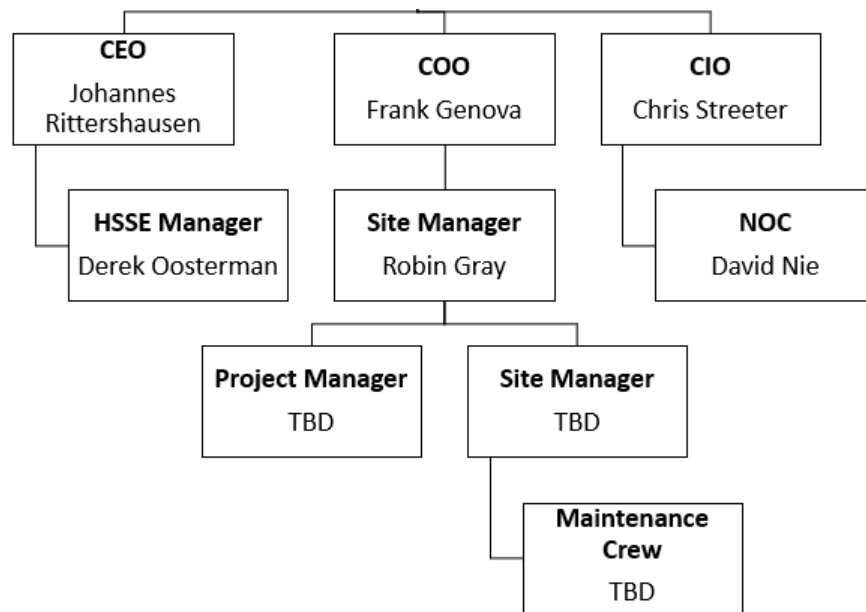 CEO
Johannes
Rittershausen
COO
Frank Genova
CIO
Chris Streeter
HSSE Manager
Derek Oosterman
Site Manager
Robin Gray
NOC
David Nie
Project Manager
TBD
Site Manager
TBD
Maintenance
Crew
TBD